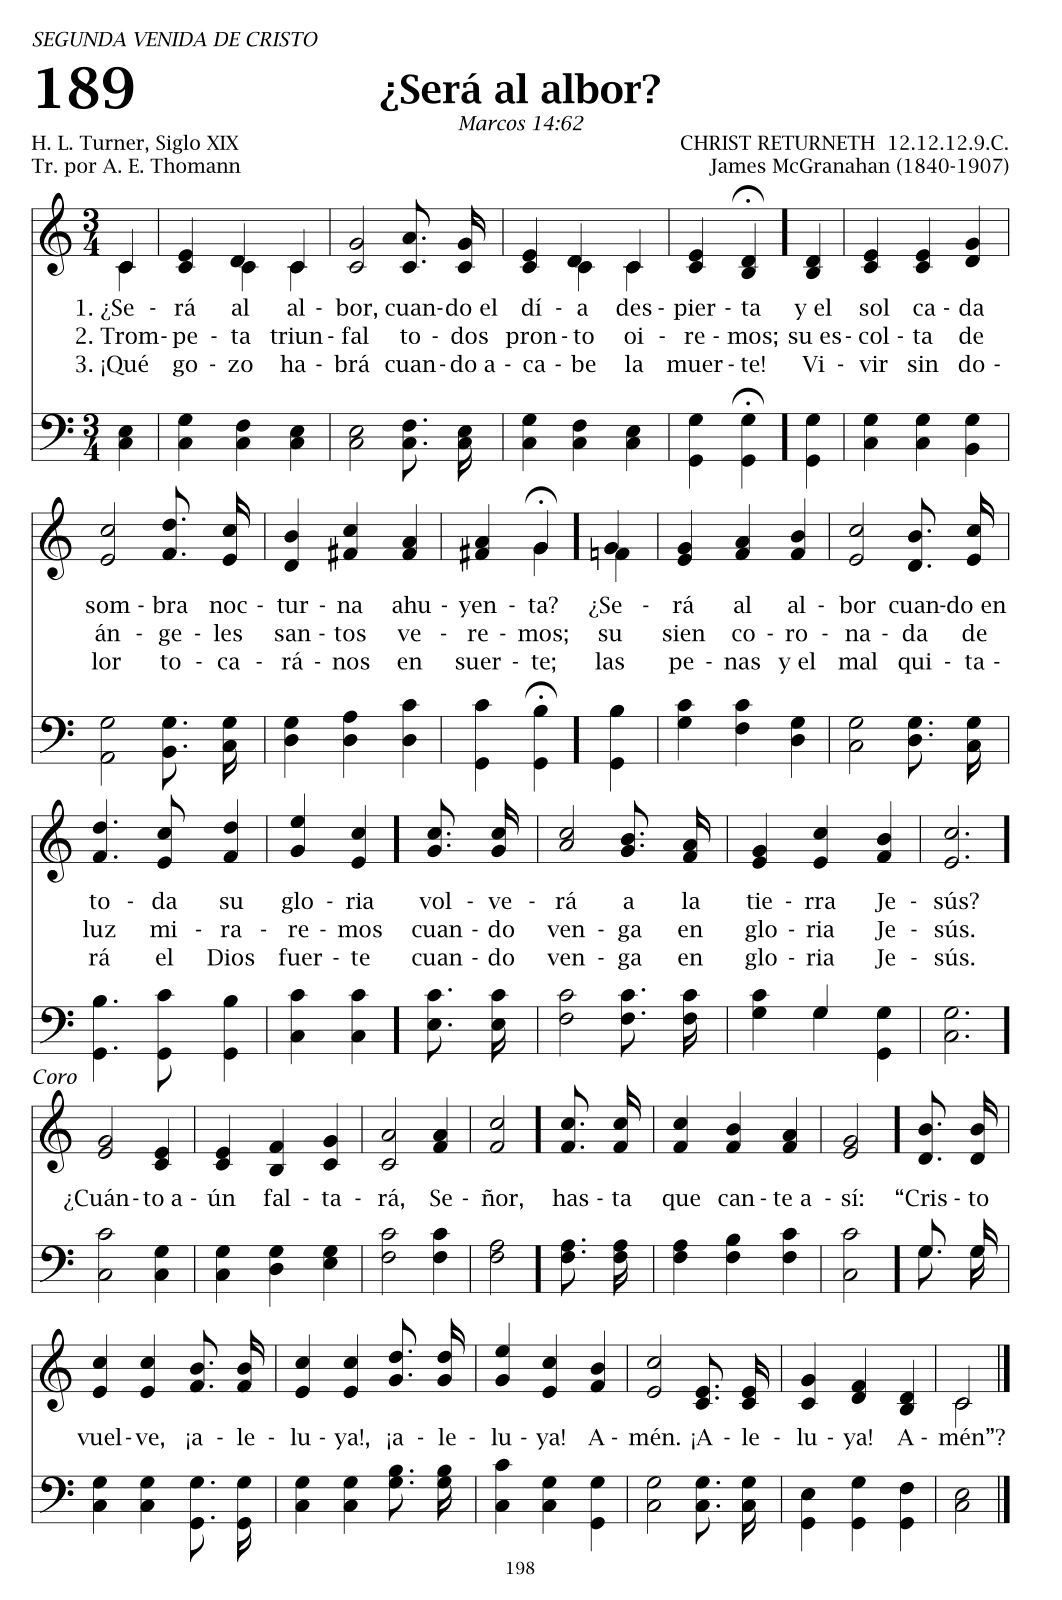 SEGUNDA VENIDA DE CRISTO
189
¿Será al albor?
Marcos 14:62
H. L. Turner, Siglo XIX
CHRIST RETURNETH 12.12.12.9.C.
Tr. por A. E. Thomann
James McGranahan (1840-1907)
1. ¿Se - rá al al - bor, cuan-do el dí - a des - pier - ta y el sol ca - da
2. Trom - pe - ta triun - fal to - dos pron - to oi - re - mos; su es - col - ta de
3. ¡Qué go - zo ha - brá cuan - do a - ca - be la muer - te! Vi - vir sin do -
som - bra noc - tur - na ahu - yen - ta? ¿Se - rá al al - bor cuan-do en
án - ge - les san - tos ve - re - mos; su sien co - ro - na - da de
lor to - ca - rá - nos en suer - te; las pe - nas y el mal qui - ta -
to - da su glo - ria vol - ve - rá a la tie - rra Je - sús?
luz mi - ra - re - mos cuan - do ven - ga en glo - ria Je - sús.
rá el Dios fuer - te cuan - do ven - ga en glo - ria Je - sús.
Coro
¿Cuán - to a - ún fal - ta - rá, Se - ñor, has - ta que can - te a - sí: “Cris - to
vuel - ve, ¡a - le - lu - ya!, ¡a - le - lu - ya! A - mén. ¡A - le - lu - ya! A - mén”?
198